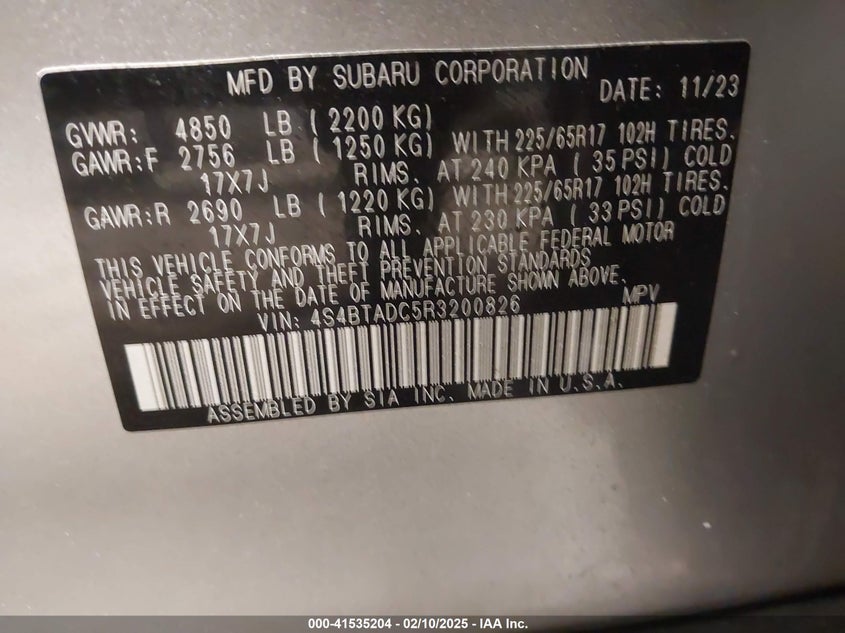 MFD BY SUBARU CORPORATION
DATE: 11/23
GVWR: 4850 LB ( 2200 KG)
GAWR:F 2756 LB ( 1250 KG) WITH 225/65R17 102H TIRES.
17X7J RIMS. AT 240 KPA ( 35 PSI) COLD
GAWR:R 2690 LB ( 1220 KG) WITH 225/65R17 102H TIRES.
17X7J RIMS. AT 230 KPA ( 33 PSI) COLD
THIS VEHICLE CONFORMS TO ALL APPLICABLE FEDERAL MOTOR
VEHICLE SAFETY AND THEFT PREVENTION STANDARDS
IN EFFECT ON THE DATE OF MANUFACTURE SHOWN ABOVE.
VIN: 4S4BTADC5R3200826 MPV
ASSEMBLED BY SIA INC. MADE IN U.S.A.
000-41535204 - 02/10/2025 - IAA Inc.